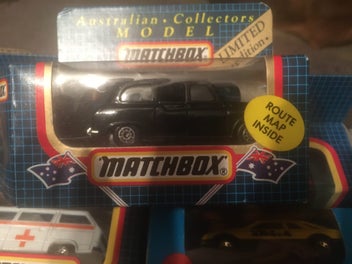 Australian · Collectors
MODEL
MATCHBOX
LIMITED
Edition·
ROUTE
MAP
INSIDE
MATCHBOX®